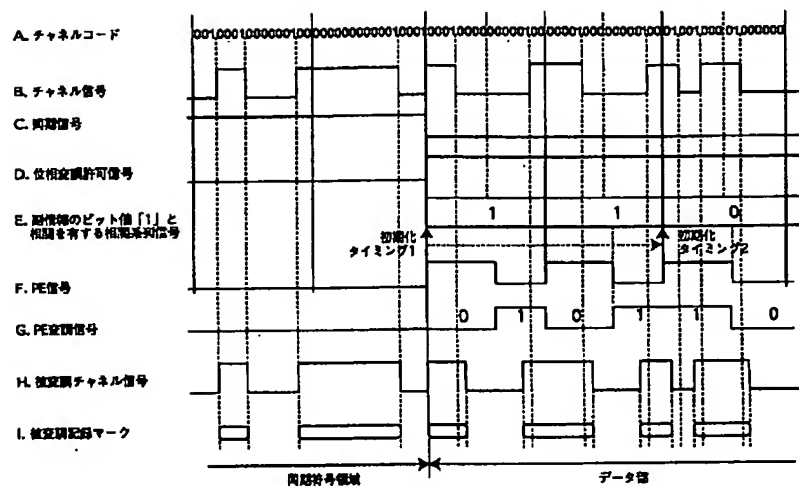 A. チャネルコード
B. チャネル信号
C. 同期信号
D. 位相変調許可信号
E. 副情報のビット値「1」と
相関を有する相関系列信号
1 1 0
初期化
タイミング1
初期化
タイミング2
F. PE信号
G. PE変調信号
0 1 0 1 1 0
H. 被変調チャネル信号
I. 被変調記録マーク
同期符号領域
データ部